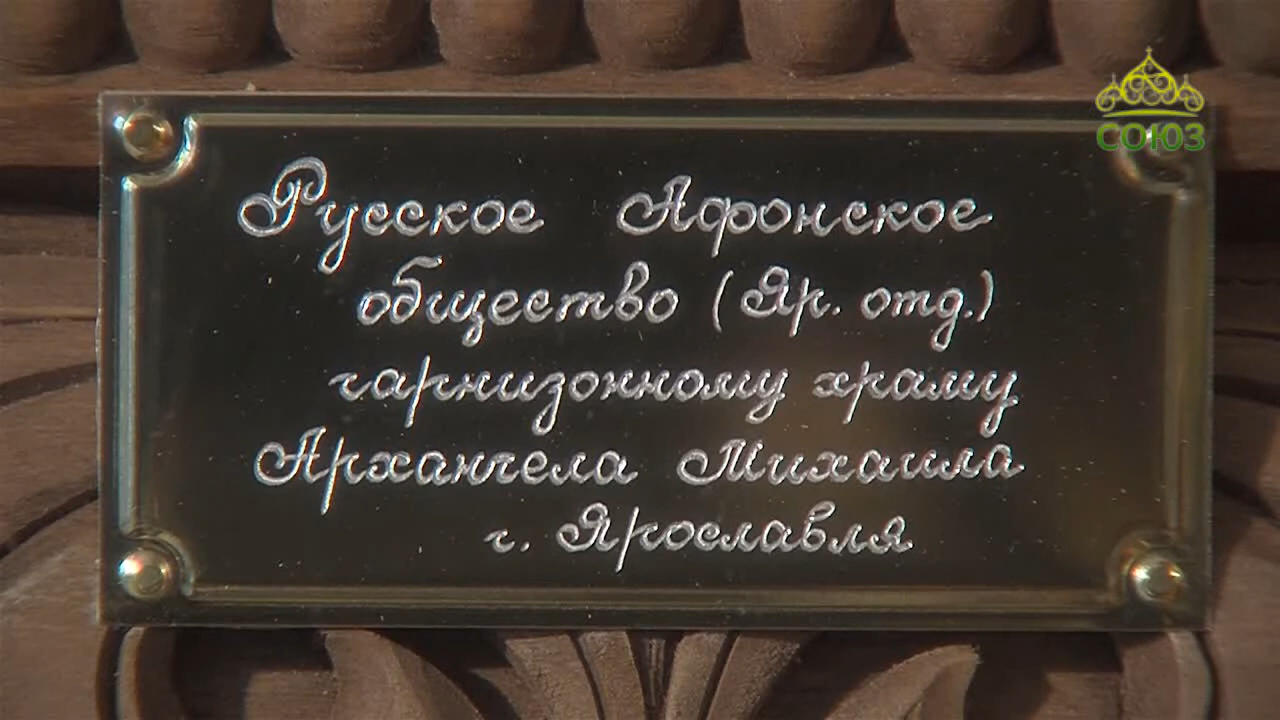 СОЮЗ
Русское Афонское
общество (Яр. отд.)
гарнизонному храму
Архангела Михаила
г. Ярославля